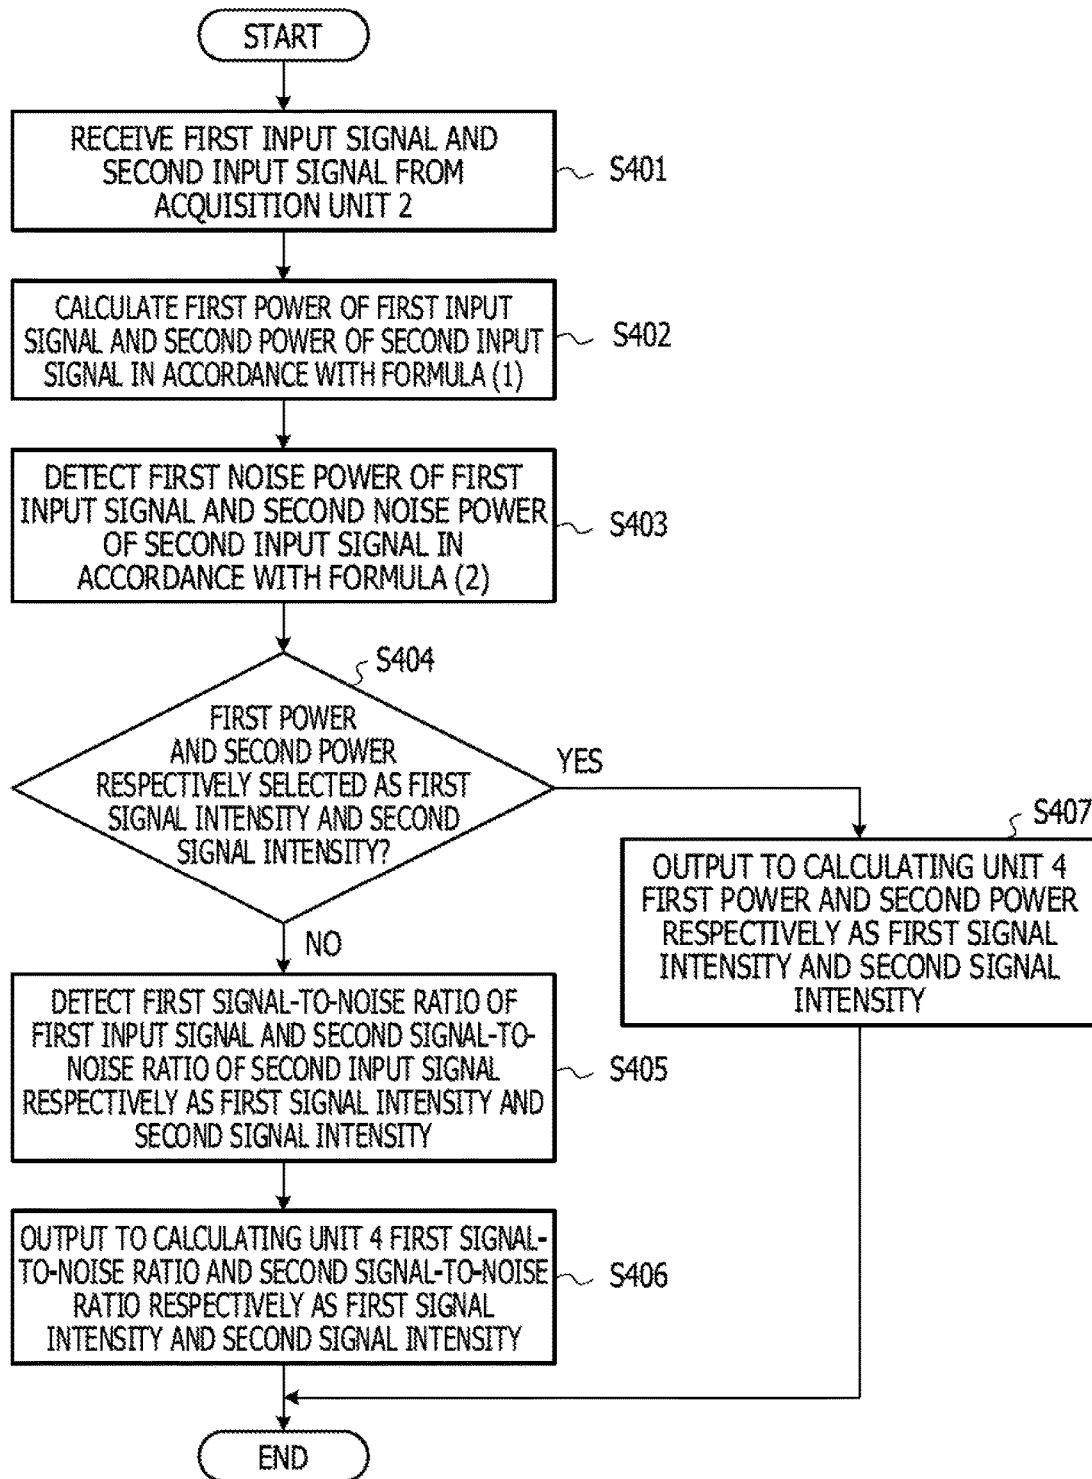 START
RECEIVE FIRST INPUT SIGNAL AND
SECOND INPUT SIGNAL FROM
ACQUISITION UNIT 2
S401
CALCULATE FIRST POWER OF FIRST INPUT
SIGNAL AND SECOND POWER OF SECOND INPUT
SIGNAL IN ACCORDANCE WITH FORMULA (1)
S402
DETECT FIRST NOISE POWER OF FIRST
INPUT SIGNAL AND SECOND NOISE POWER
OF SECOND INPUT SIGNAL IN
ACCORDANCE WITH FORMULA (2)
S403
S404
FIRST POWER
AND SECOND POWER
RESPECTIVELY SELECTED AS FIRST
SIGNAL INTENSITY AND SECOND
SIGNAL INTENSITY?
YES
NO
S407
OUTPUT TO CALCULATING UNIT 4
FIRST POWER AND SECOND POWER
RESPECTIVELY AS FIRST SIGNAL
INTENSITY AND SECOND SIGNAL
INTENSITY
DETECT FIRST SIGNAL-TO-NOISE RATIO OF
FIRST INPUT SIGNAL AND SECOND SIGNAL-TO-
NOISE RATIO OF SECOND INPUT SIGNAL
RESPECTIVELY AS FIRST SIGNAL INTENSITY AND
SECOND SIGNAL INTENSITY
S405
OUTPUT TO CALCULATING UNIT 4 FIRST SIGNAL-
TO-NOISE RATIO AND SECOND SIGNAL-TO-NOISE
RATIO RESPECTIVELY AS FIRST SIGNAL
INTENSITY AND SECOND SIGNAL INTENSITY
S406
END